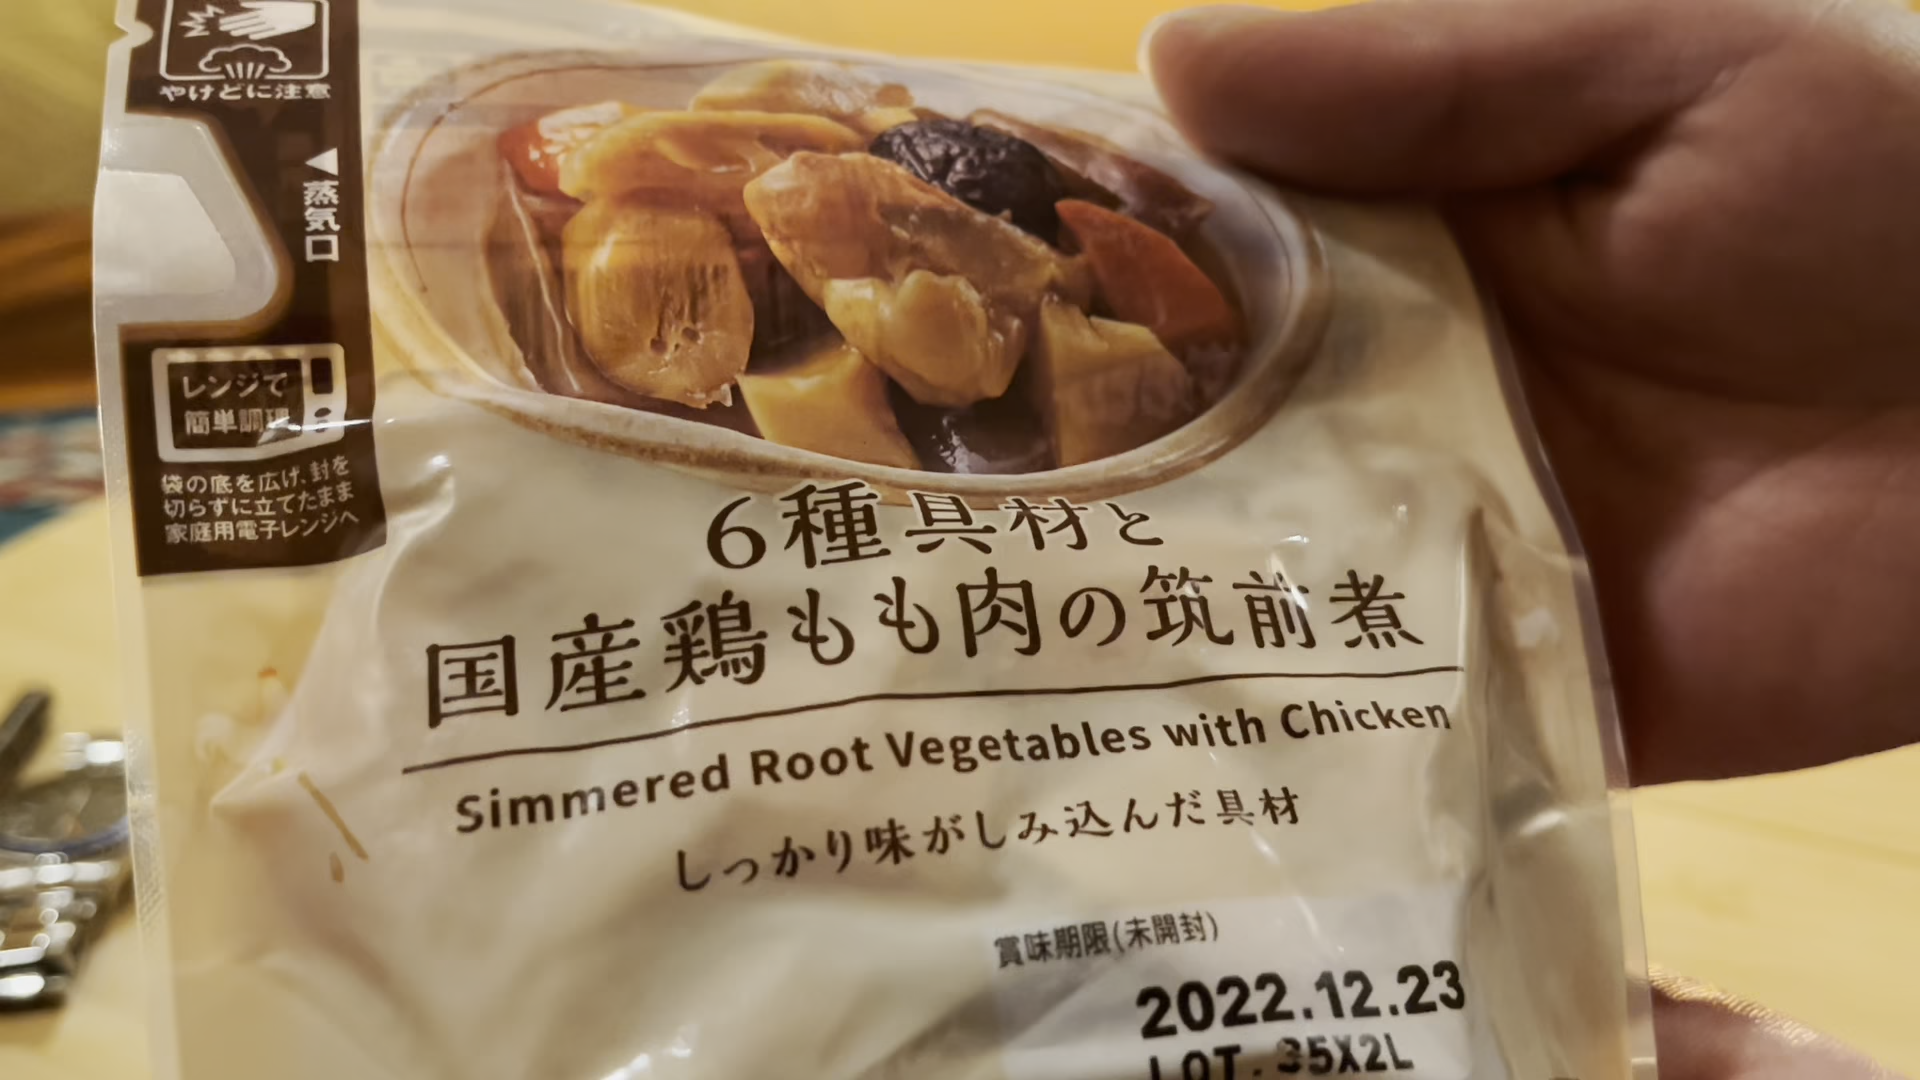 やけどに注意
◀蒸気口
レンジで
簡単調理
袋の底を広げ、封を
切らずに立てたまま
家庭用電子レンジへ
6種具材と
国産鶏もも肉の筑前煮
Simmered Root Vegetables with Chicken
しっかり味がしみ込んだ具材
賞味期限(未開封)
2022.12.23
LOT. 35X2L